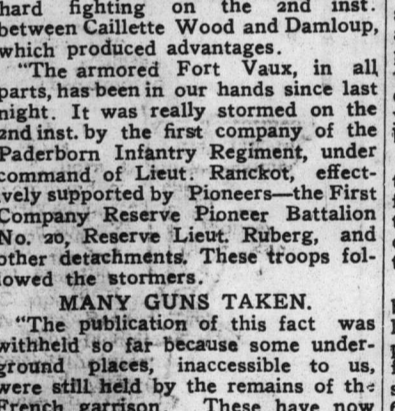 hard fighting on the 2nd inst.
between Caillette Wood and Damloup,
which produced advantages.
"The armored Fort Vaux, in all
parts, has been in our hands since last
night. It was really stormed on the
2nd inst. by the first company of the
Paderborn Infantry Regiment, under
command of Lieut. Ranckot, effect-
ively supported by Pioneers—the First
Company Reserve Pioneer Battalion
No. 20, Reserve Lieut. Ruberg, and
other detachments. These troops fol-
lowed the stormers.
MANY GUNS TAKEN.
"The publication of this fact was
withheld so far because some under-
ground places, inaccessible to us,
were still held by the remains of the
French garrison. These have now